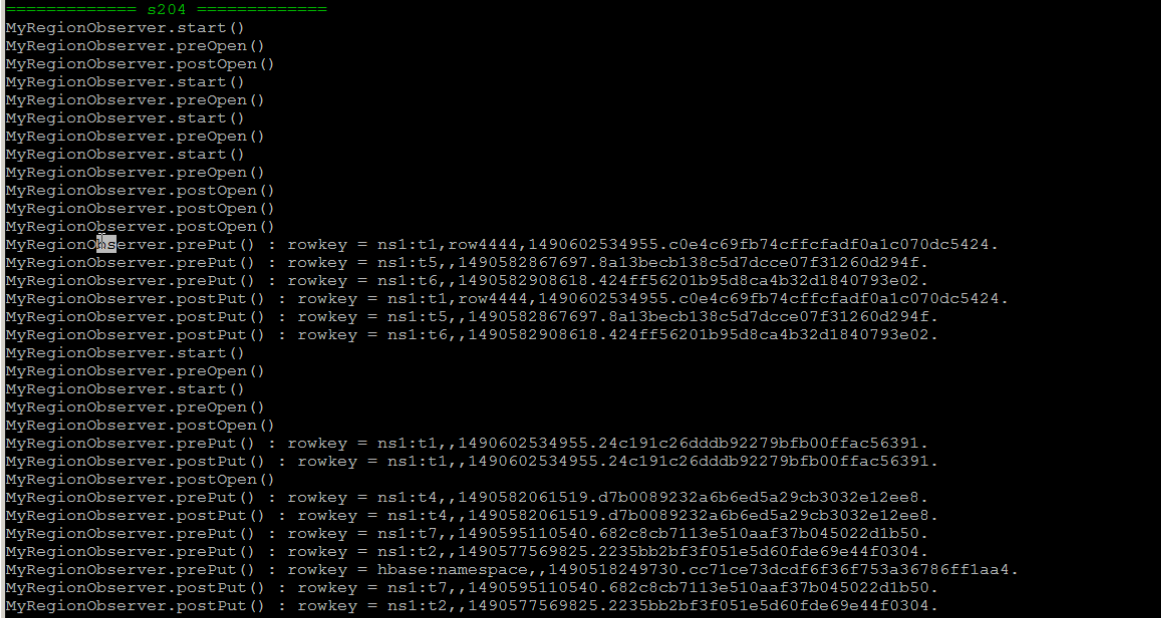 ============= s204 =============
MyRegionObserver.start()
MyRegionObserver.preOpen()
MyRegionObserver.postOpen()
MyRegionObserver.start()
MyRegionObserver.preOpen()
MyRegionObserver.start()
MyRegionObserver.preOpen()
MyRegionObserver.start()
MyRegionObserver.preOpen()
MyRegionObserver.postOpen()
MyRegionObserver.postOpen()
MyRegionObserver.postOpen()
MyRegionObserver.prePut() : rowkey = ns1:t1,row4444,1490602534955.c0e4c69fb74cffcfadf0a1c070dc5424.
MyRegionObserver.prePut() : rowkey = ns1:t5,,1490582867697.8a13becb138c5d7dcce07f31260d294f.
MyRegionObserver.prePut() : rowkey = ns1:t6,,1490582908618.424ff56201b95d8ca4b32d1840793e02.
MyRegionObserver.postPut() : rowkey = ns1:t1,row4444,1490602534955.c0e4c69fb74cffcfadf0a1c070dc5424.
MyRegionObserver.postPut() : rowkey = ns1:t5,,1490582867697.8a13becb138c5d7dcce07f31260d294f.
MyRegionObserver.postPut() : rowkey = ns1:t6,,1490582908618.424ff56201b95d8ca4b32d1840793e02.
MyRegionObserver.start()
MyRegionObserver.preOpen()
MyRegionObserver.start()
MyRegionObserver.preOpen()
MyRegionObserver.postOpen()
MyRegionObserver.prePut() : rowkey = ns1:t1,,1490602534955.24c191c26dddb92279bfb00ffac56391.
MyRegionObserver.postPut() : rowkey = ns1:t1,,1490602534955.24c191c26dddb92279bfb00ffac56391.
MyRegionObserver.postOpen()
MyRegionObserver.prePut() : rowkey = ns1:t4,,1490582061519.d7b0089232a6b6ed5a29cb3032e12ee8.
MyRegionObserver.postPut() : rowkey = ns1:t4,,1490582061519.d7b0089232a6b6ed5a29cb3032e12ee8.
MyRegionObserver.prePut() : rowkey = ns1:t7,,1490595110540.682c8cb7113e510aaf37b045022d1b50.
MyRegionObserver.prePut() : rowkey = ns1:t2,,1490577569825.2235bb2bf3f051e5d60fde69e44f0304.
MyRegionObserver.prePut() : rowkey = hbase:namespace,,1490518249730.cc71ce73dcdf6f36f753a36786ff1aa4.
MyRegionObserver.postPut() : rowkey = ns1:t7,,1490595110540.682c8cb7113e510aaf37b045022d1b50.
MyRegionObserver.postPut() : rowkey = ns1:t2,,1490577569825.2235bb2bf3f051e5d60fde69e44f0304.